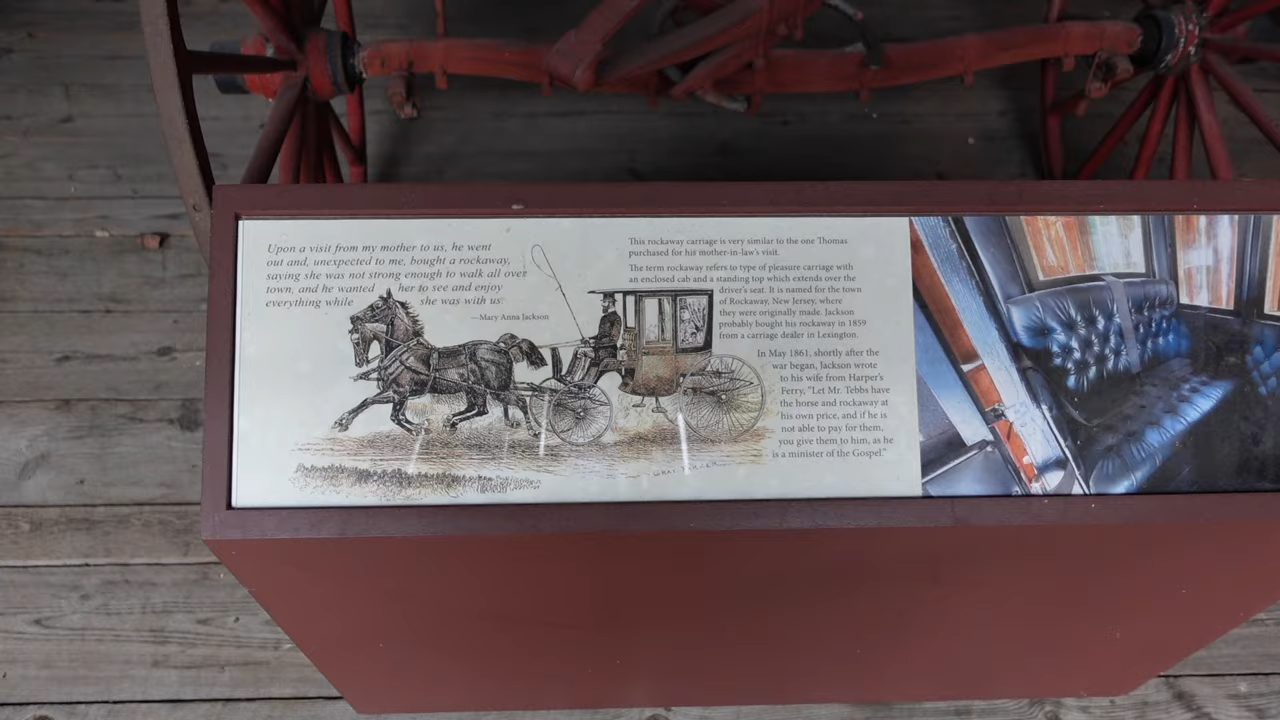 Upon a visit from my mother to us, he went
out and, unexpected to me, bought a rockaway,
saying she was not strong enough to walk all over
town, and he wanted her to see and enjoy
everything while she was with us.
—Mary Anna Jackson
This rockaway carriage is very similar to the one Thomas
purchased for his mother-in-law's visit.
The term rockaway refers to type of pleasure carriage with
an enclosed cab and a standing top which extends over the
driver's seat. It is named for the town
of Rockaway, New Jersey, where
they were originally made. Jackson
probably bought his rockaway in 1859
from a carriage dealer in Lexington.
In May 1861, shortly after the
war began, Jackson wrote
to his wife from Harper's
Ferry, "Let Mr. Tebbs have
the horse and rockaway at
his own price, and if he is
not able to pay for them,
you give them to him, as he
is a minister of the Gospel."